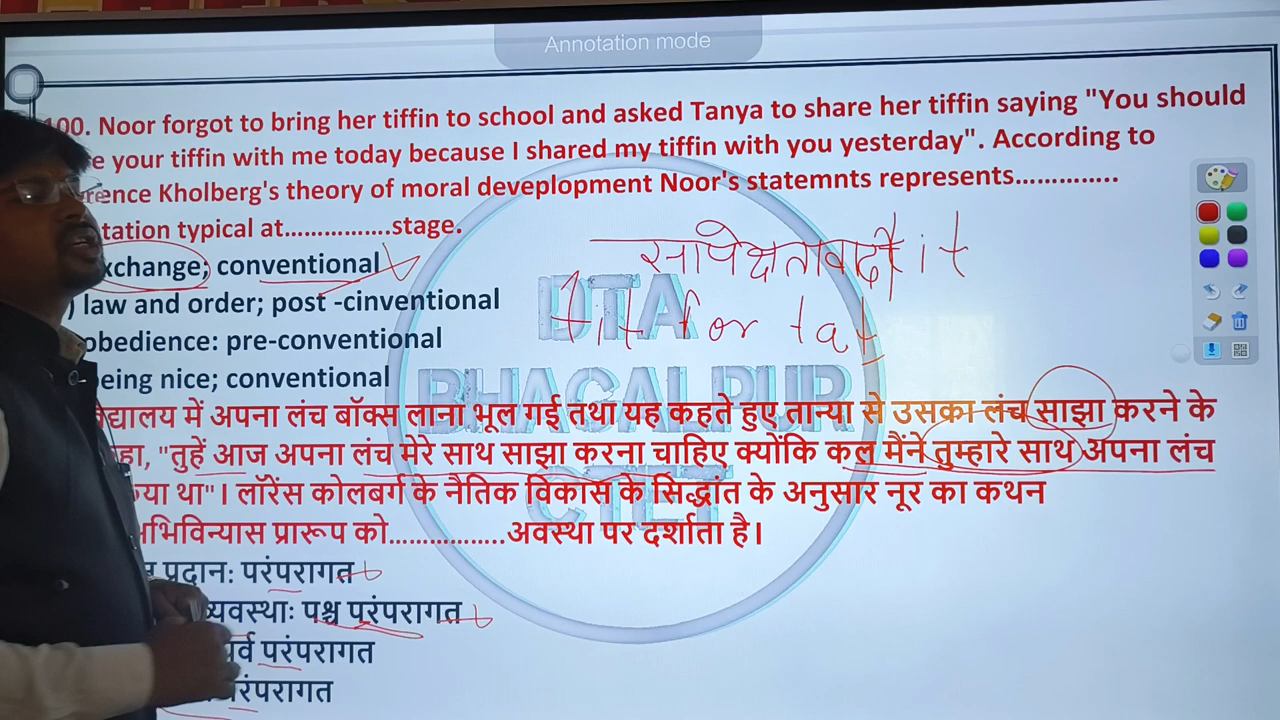 Annotation mode
100. Noor forgot to bring her tiffin to school and asked Tanya to share her tiffin saying "You should
e your tiffin with me today because I shared my tiffin with you yesterday". According to
rence Kholberg's theory of moral deveplopment Noor's statemnts represents..............
tation typical at...............stage.
xchange; conventional
) law and order; post -cinventional
obedience: pre-conventional
being nice; conventional
सापेक्षतावादी
tit for tat
DTA
BHAGALPUR
CTET
द्यालय में अपना लंच बॉक्स लाना भूल गई तथा यह कहते हुए तान्या से उसका लंच साझा करने के
हा, "तुहें आज अपना लंच मेरे साथ साझा करना चाहिए क्योंकि कल मैंने तुम्हारे साथ अपना लंच
या था"। लॉरेंस कोलबर्ग के नैतिक विकास के सिद्धांत के अनुसार नूर का कथन
भिविन्यास प्रारूप को.................अवस्था पर दर्शाता है।
प्रदान: परंपरागत
व्यवस्थाः पश्च परंपरागत
पूर्व परंपरागत
परंपरागत